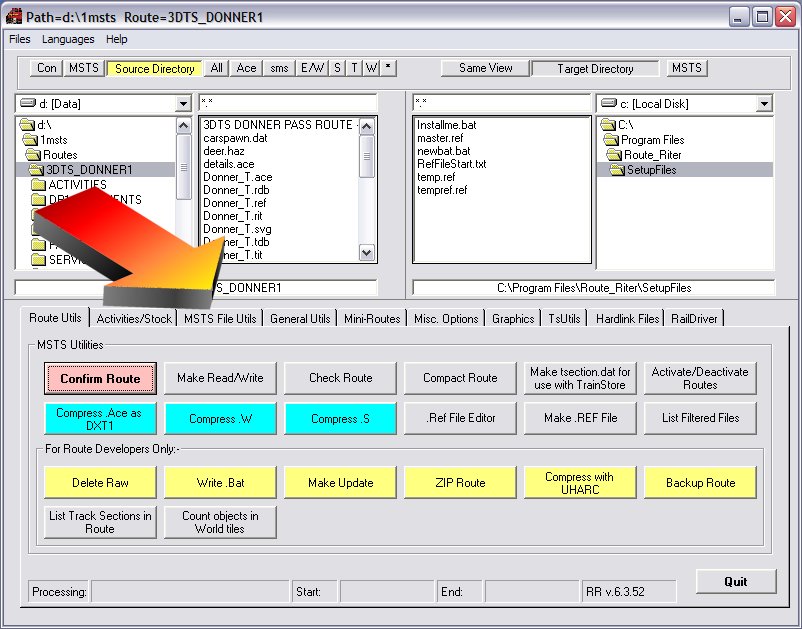 Path=d:\1msts Route=3DTS_DONNER1
Files Languages Help
Con MSTS Source Directory All Ace sms E/W S T W * Same View Target Directory MSTS
d: [Data]
*.*
*.*
c: [Local Disk]
d:\
1msts
Routes
3DTS_DONNER1
ACTIVITIES
SERV
3DTS DONNER PASS ROUTE -
carspawn.dat
deer.haz
details.ace
Donner_T.ace
Donner_T.rdb
Donner_T.ref
Donner_T.rit
Donner_T.svg
Donner_T.tdb
Donner_T.tit
Installme.bat
master.ref
newbat.bat
RefFileStart.txt
temp.ref
tempref.ref
C:\
Program Files
Route_Riter
SetupFiles
S_DONNER1
C:\Program Files\Route_Riter\SetupFiles
Route Utils Activities/Stock MSTS File Utils General Utils Mini-Routes Misc. Options Graphics TsUtils Hardlink Files RailDriver
MSTS Utilities
Confirm Route
Make Read/Write
Check Route
Compact Route
Make tsection.dat for
use with TrainStore
Activate/Deactivate
Routes
Compress .Ace as
DXT1
Compress .W
Compress .S
.Ref File Editor
Make .REF File
List Filtered Files
For Route Developers Only:-
Delete Raw
Write .Bat
Make Update
ZIP Route
Compress with
UHARC
Backup Route
List Track Sections in
Route
Count objects in
World tiles
Quit
Processing: Start: End: RR v.6.3.52